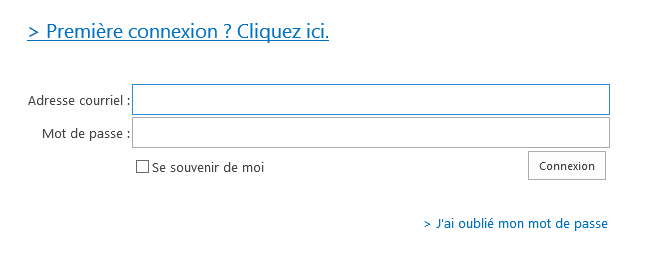 > Première connexion ? Cliquez ici.
Adresse courriel :
Mot de passe :
Se souvenir de moi
Connexion
> J'ai oublié mon mot de passe